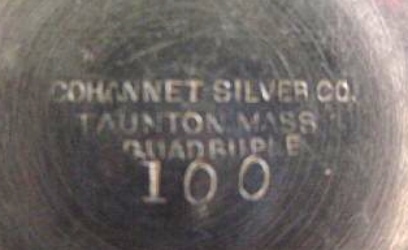 COHANNET SILVER CO.
TAUNTON MASS
QUADRUPLE
100